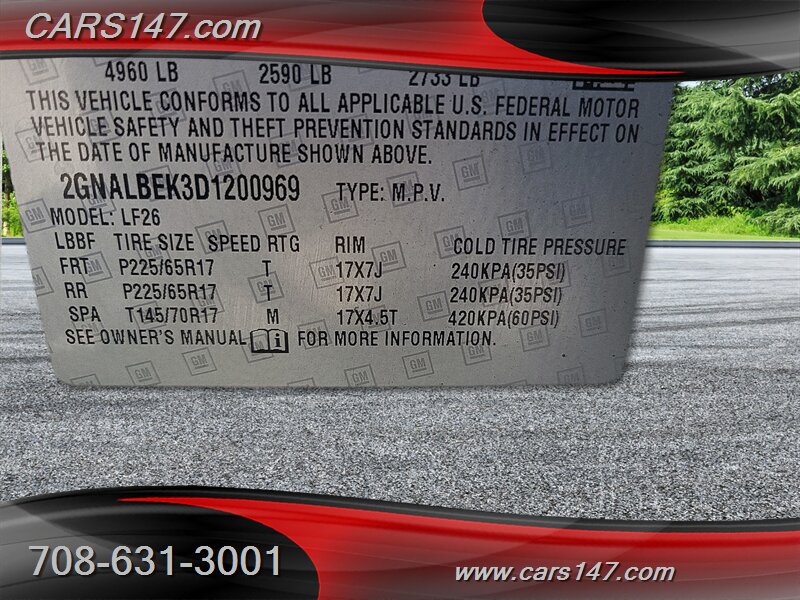 CARS147.com
4960 LB 2590 LB 2733 LB
THIS VEHICLE CONFORMS TO ALL APPLICABLE U.S. FEDERAL MOTOR
VEHICLE SAFETY AND THEFT PREVENTION STANDARDS IN EFFECT ON
THE DATE OF MANUFACTURE SHOWN ABOVE.
2GNALBEK3D1200969 TYPE: M.P.V.
MODEL: LF26
LBBF TIRE SIZE SPEED RTG RIM COLD TIRE PRESSURE
FRT P225/65R17 T 17X7J 240KPA(35PSI)
RR P225/65R17 T 17X7J 240KPA(35PSI)
SPA T145/70R17 M 17X4.5T 420KPA(60PSI)
SEE OWNER'S MANUAL FOR MORE INFORMATION.
708-631-3001
www.cars147.com